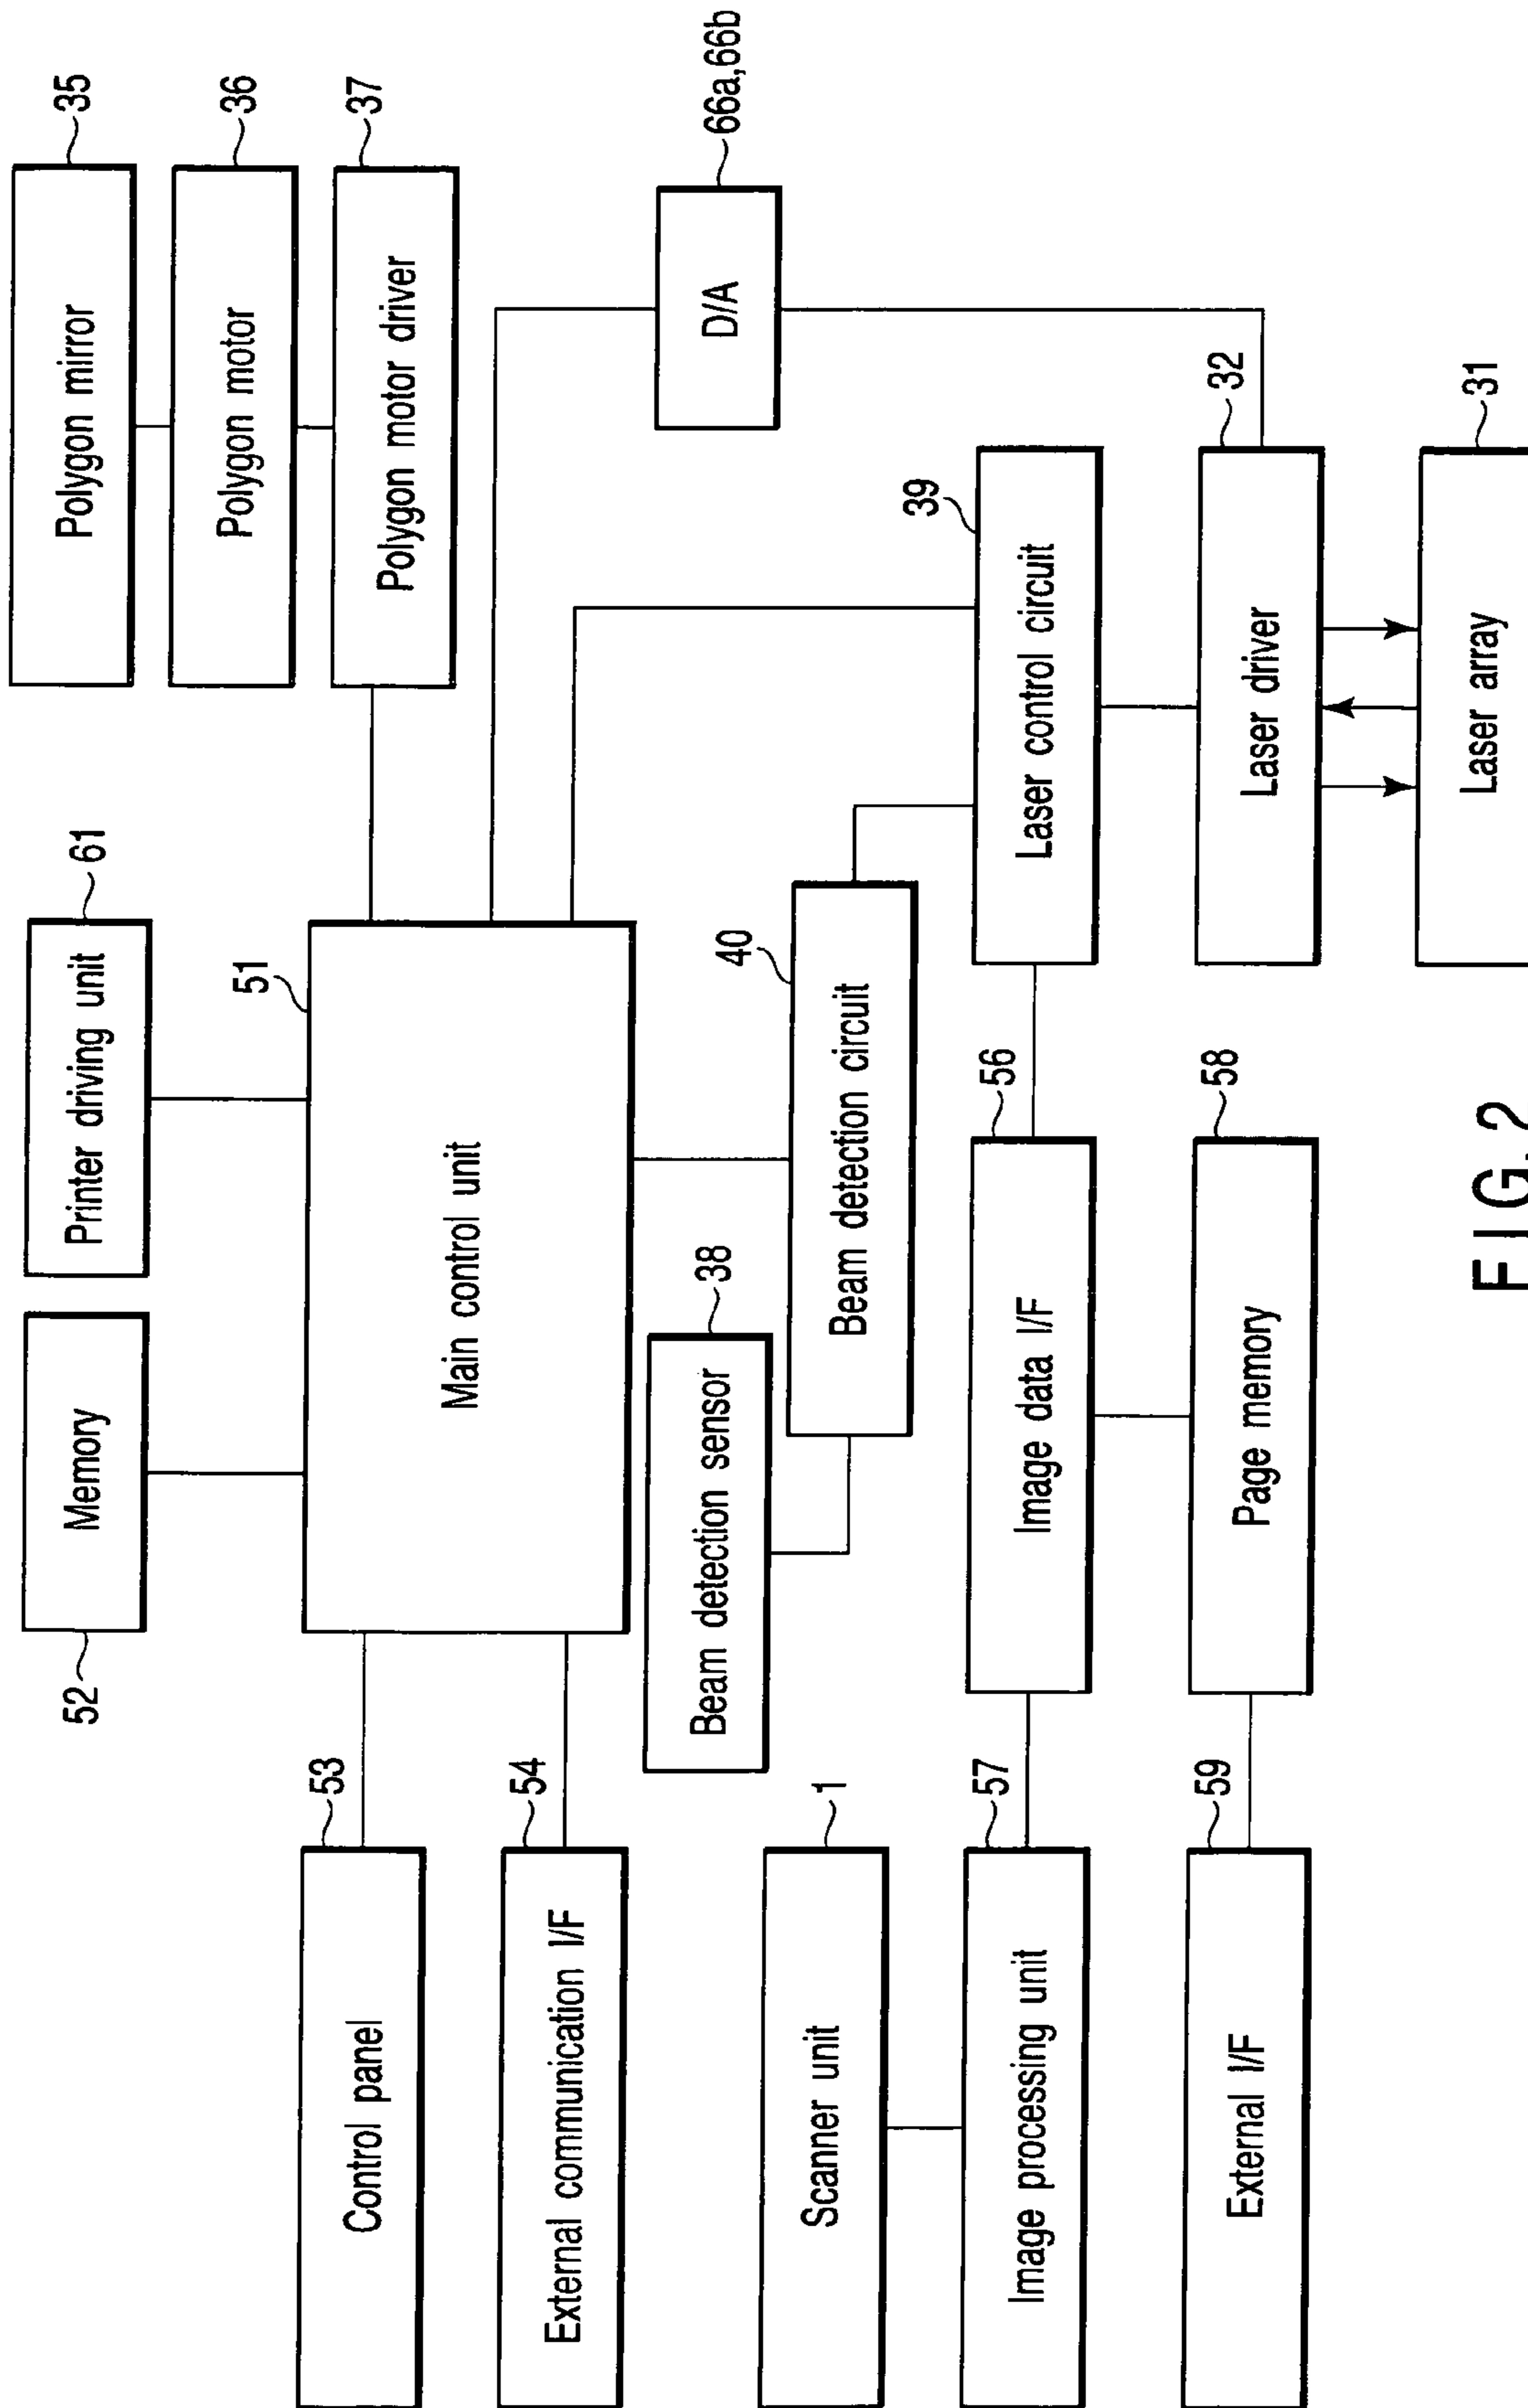 52
Memory
Printer driving unit
61
Polygon mirror
35
Polygon motor
36
Polygon motor driver
37
53
Control panel
51
Main control unit
54
External communication I/F
Beam detection sensor
38
40
Beam detection circuit
D/A
66a,66b
1
Scanner unit
57
Image processing unit
56
Image data I/F
39
Laser control circuit
59
External I/F
58
Page memory
32
Laser driver
31
Laser array
FIG.2